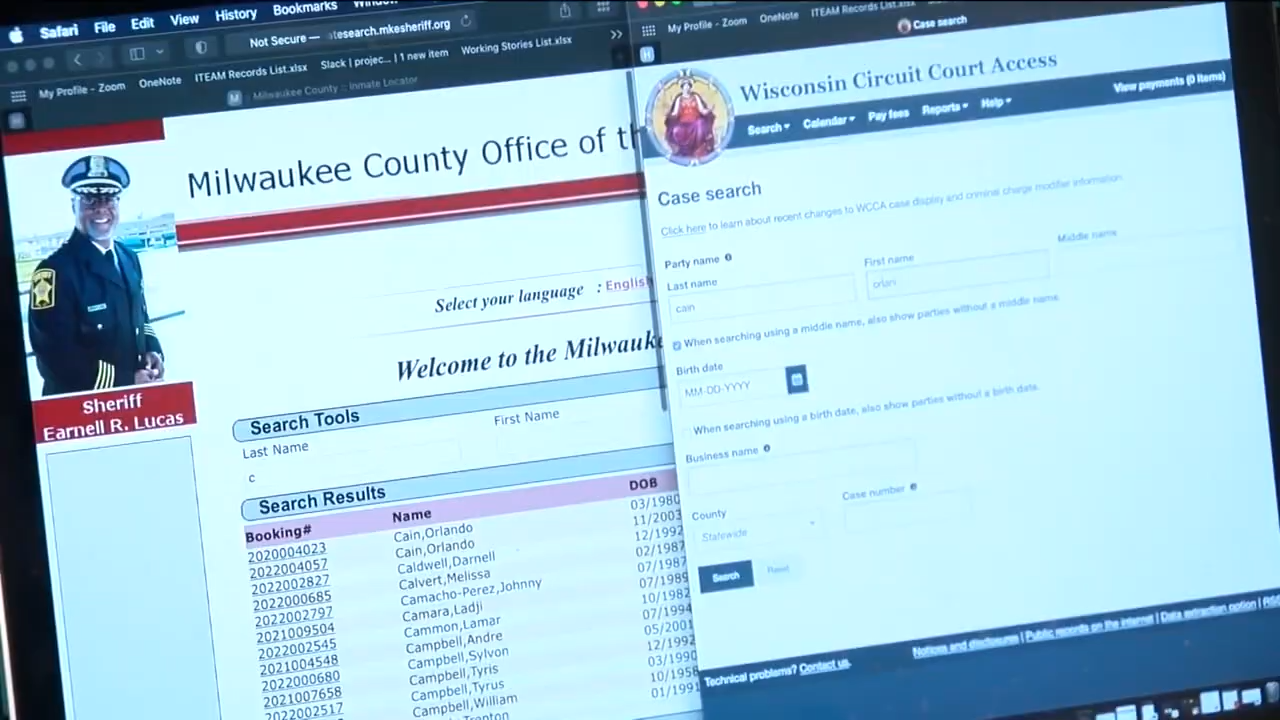 Safari File Edit View History Bookmarks
Not Secure — search.mkesheriff.org
My Profile - Zoom OneNote ITEAM Records List.xlsx Slack | projec... | 1 new item Working Stories List.xlsx
M Milwaukee County :: Inmate Locator
Milwaukee County Office of th
Select your language : English
Welcome to the Milwauk
Sheriff
Earnell R. Lucas
Search Tools
Last Name First Name
c
Search Results
Booking# Name DOB
2020004023 Cain,Orlando 03/1980
2022004057 Cain,Orlando 11/2003
2022002827 Caldwell,Darnell 12/1992
2022000685 Calvert,Melissa 02/1987
2022002797 Camacho-Perez,Johnny 07/1987
2021009504 Camara,Ladji 07/1989
2022002545 Cammon,Lamar 10/1982
2021004548 Campbell,Andre 07/1994
2022000680 Campbell,Sylvon 05/2001
2021007658 Campbell,Tyris 12/1992
2022002517 Campbell,Tyrus 03/1990
Campbell,William 10/1958
01/1991
My Profile - Zoom OneNote ITEAM Records List.xlsx
Case search
Wisconsin Circuit Court Access
View payments (0 items)
Search Calendar Pay fees Reports Help
Case search
Click here to learn about recent changes to WCCA case display and criminal charge modifier information.
Party name
Last name First name Middle name
cain orlan
When searching using a middle name, also show parties without a middle name.
Birth date
MM-DD-YYYY
When searching using a birth date, also show parties without a birth date.
Business name
County Case number
Statewide
Search Reset
Technical problems? Contact us.
Notices and disclosures | Public records on the internet | Data extraction option | RSS